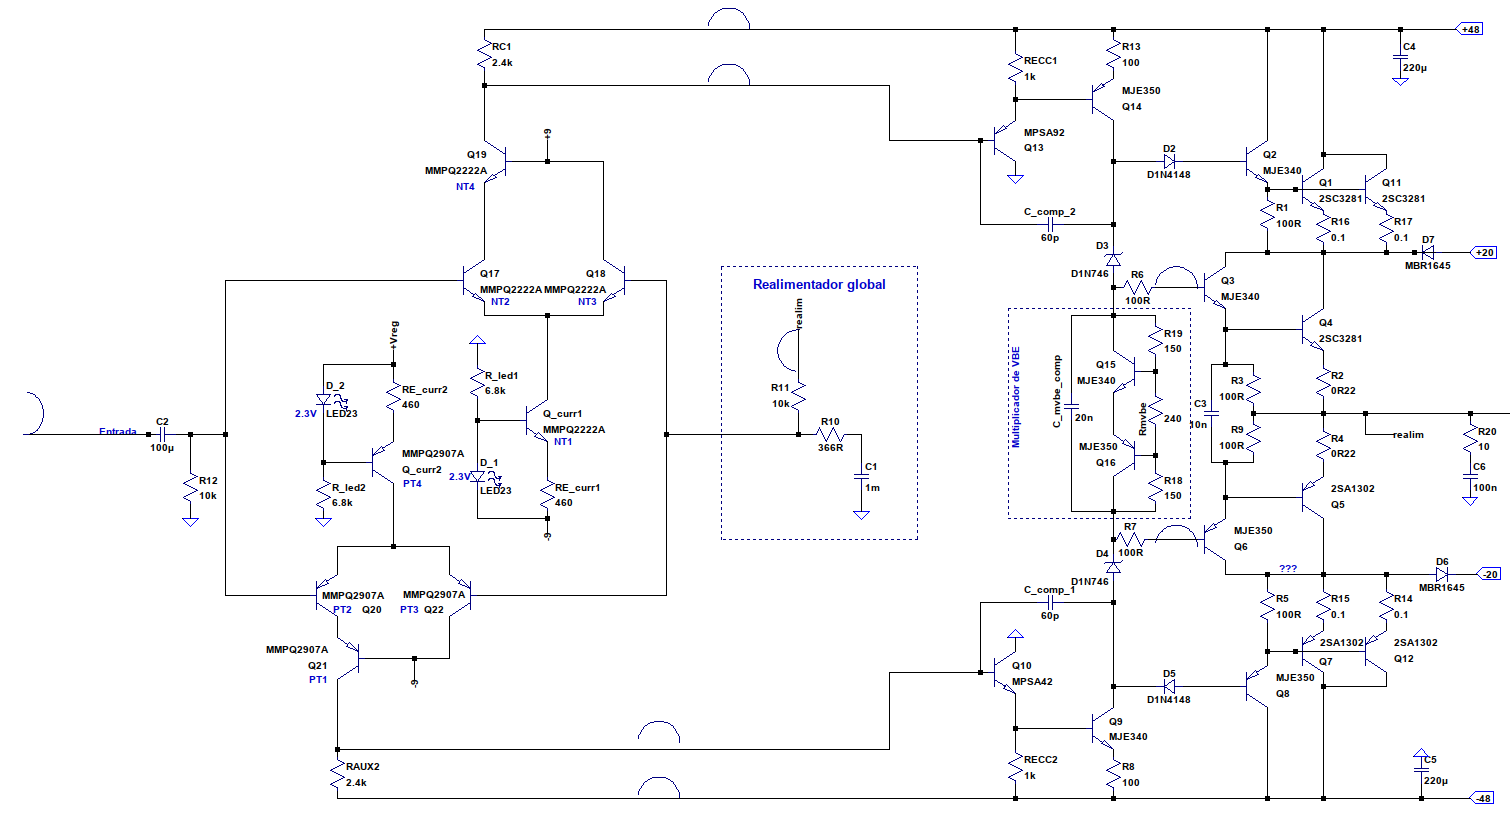 +48
RC1
2.4k
RECC1
1k
R13
100
C4
220µ
MJE350
Q14
+9
MPSA92
Q13
Q19
MMPQ2222A
NT4
D2
D1N4148
Q2
MJE340
Q1
2SC3281
Q11
2SC3281
C_comp_2
60p
R1
100R
R16
0.1
R17
0.1
D3
D1N746
D7
MBR1645
+20
Q17
MMPQ2222A
NT2
Q18
MMPQ2222A
NT3
R6
100R
Q3
MJE340
Realimentador global
realim
+Vreg
Q4
2SC3281
Multiplicador de VBE
C_mvbe_comp
20n
R19
150
Q15
MJE340
Rmvbe
240
MJE350
Q16
R18
150
D_2
2.3V
LED23
RE_curr2
460
R_led1
6.8k
Q_curr1
MMPQ2222A
NT1
R11
10k
R10
366R
C1
1m
R3
100R
R2
0R22
C3
10n
R9
100R
R4
0R22
realim
R20
10
C6
100n
Entrada
C2
100µ
R12
10k
MMPQ2907A
Q_curr2
PT4
R_led2
6.8k
D_1
2.3V
LED23
RE_curr1
460
-9
2SA1302
Q5
R7
100R
MJE350
Q6
D4
D1N746
???
D6
MBR1645
-20
C_comp_1
60p
R5
100R
R15
0.1
R14
0.1
MMPQ2907A
PT2
Q20
MMPQ2907A
PT3
Q22
MMPQ2907A
Q21
PT1
-9
Q10
MPSA42
D5
D1N4148
2SA1302
Q7
2SA1302
Q12
MJE350
Q8
Q9
MJE340
RAUX2
2.4k
RECC2
1k
R8
100
C5
220µ
-48